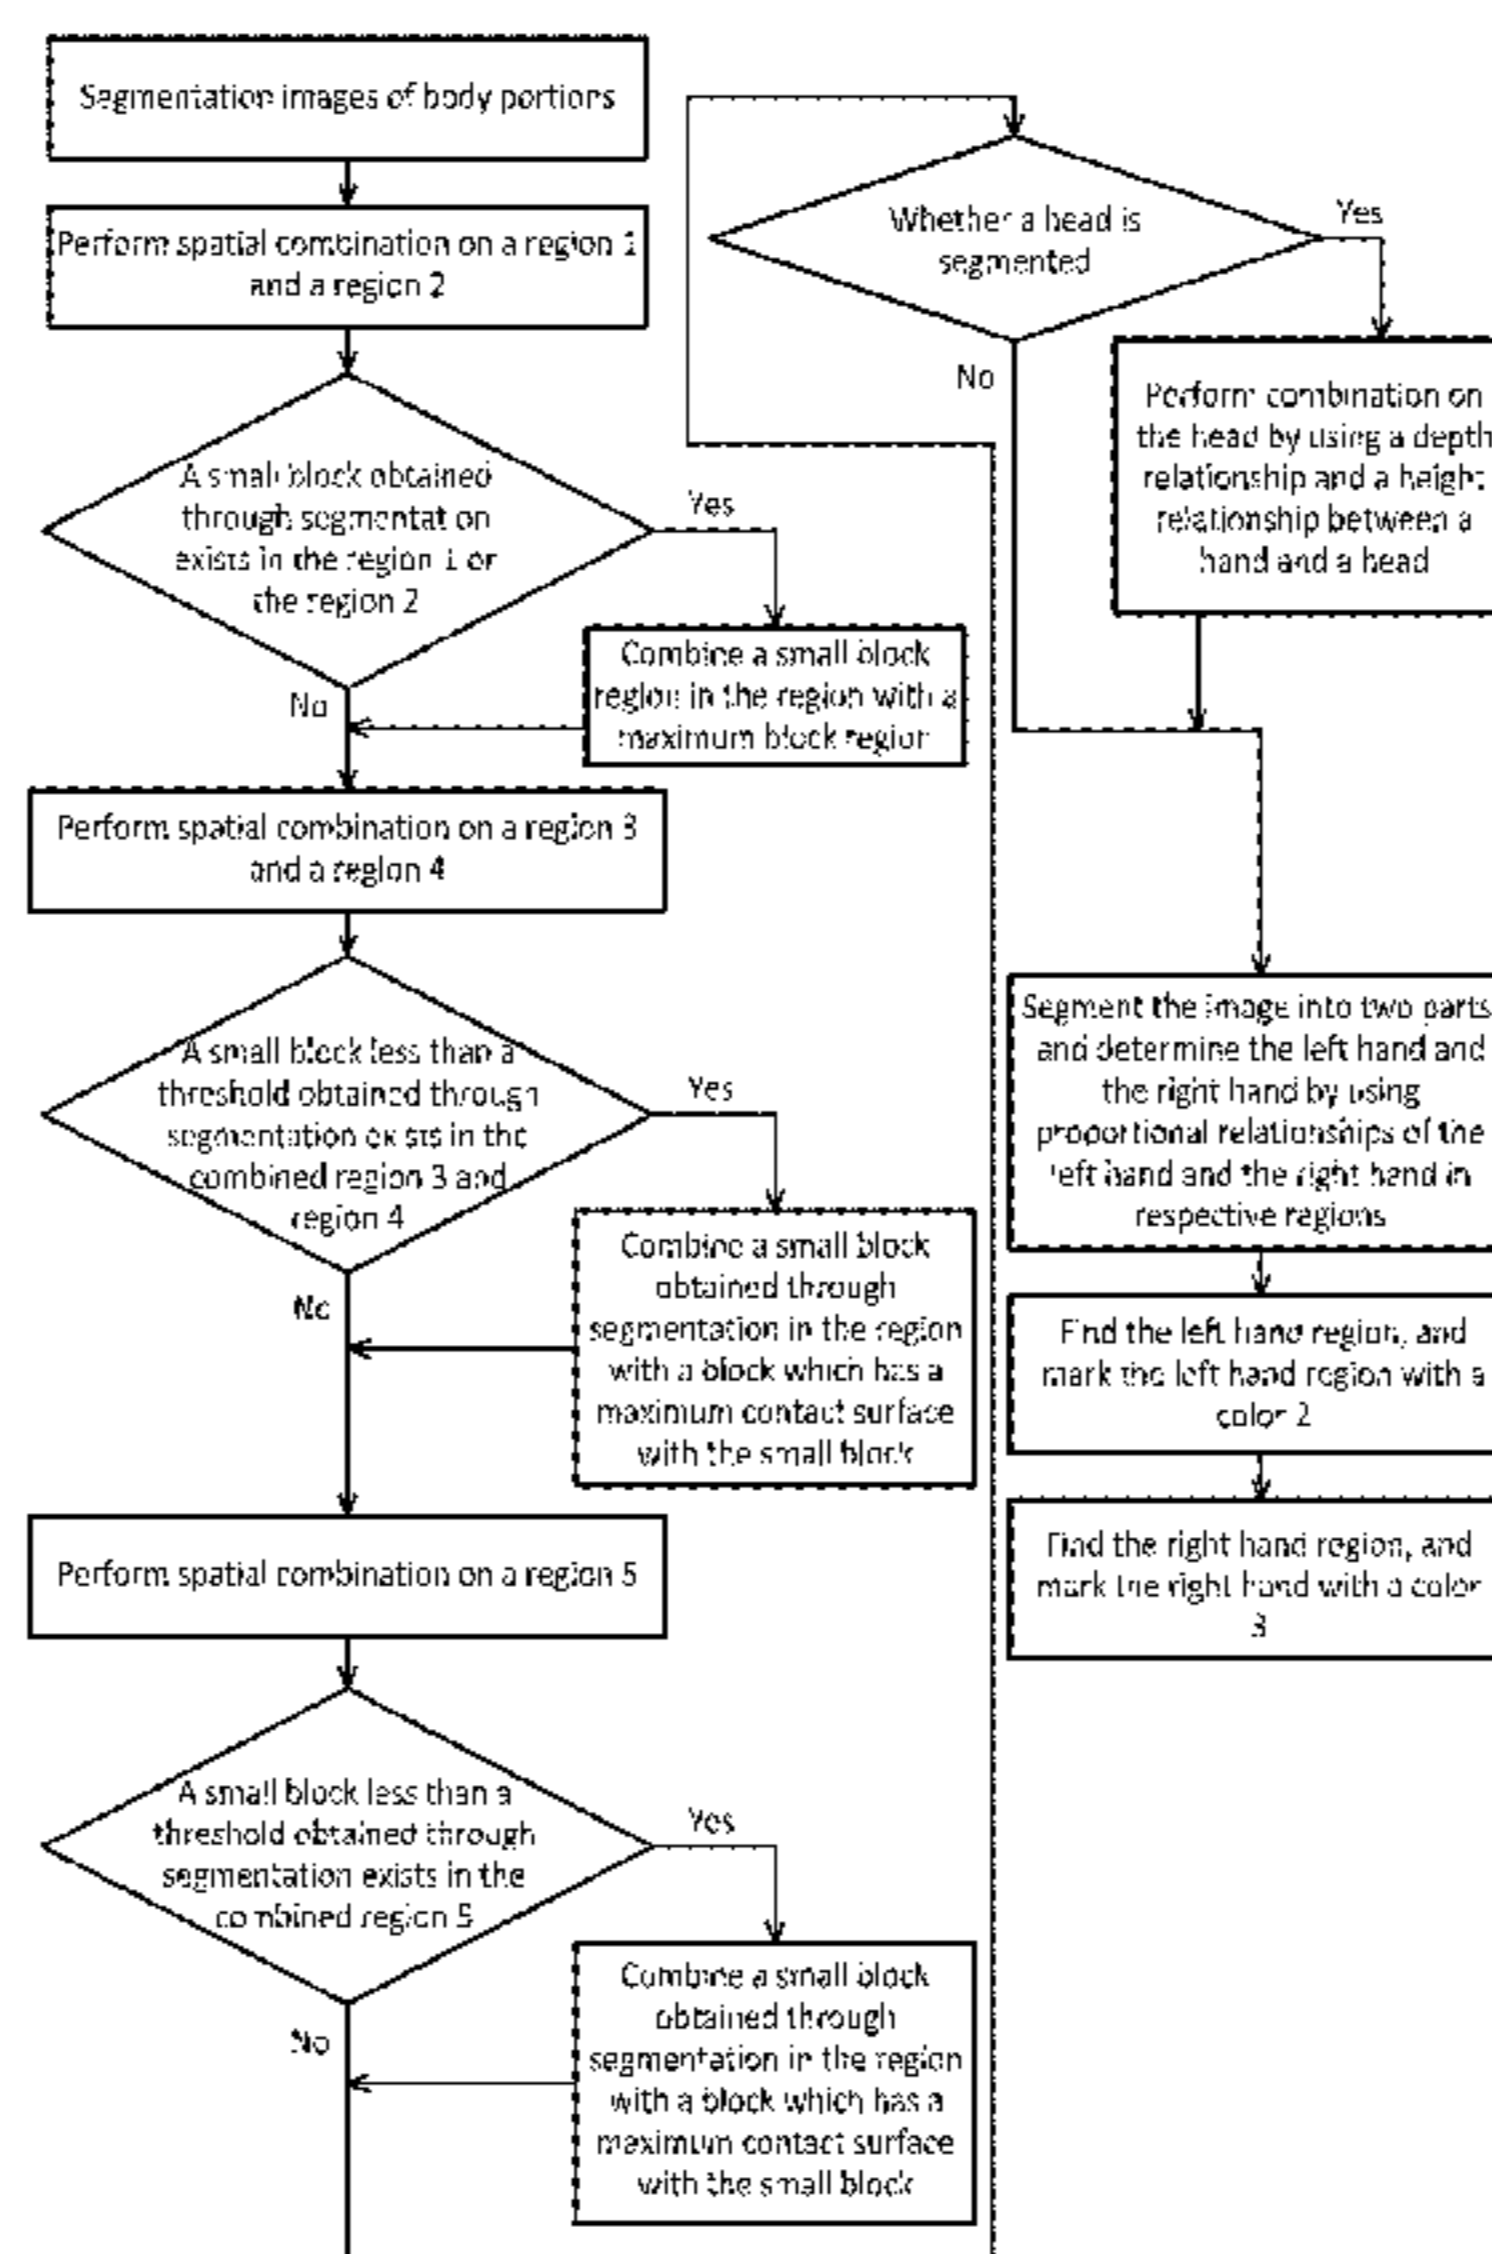 Segmentation images of body portions
Perform spatial combination on a region 1
and a region 2
A small block obtained
through segmentation
exists in the region 1 or
the region 2
Yes
No
Combine a small block
region in the region with a
maximum block region
Perform spatial combination on a region 3
and a region 4
A small block less than a
threshold obtained through
segmentation exists in the
combined region 3 and
region 4
Yes
No
Combine a small block
obtained through
segmentation in the region
with a block which has a
maximum contact surface
with the small block
Perform spatial combination on a region 5
A small block less than a
threshold obtained through
segmentation exists in the
combined region 5
Yes
No
Combine a small block
obtained through
segmentation in the region
with a block which has a
maximum contact surface
with the small block
Whether a head is
segmented
Yes
No
Perform combination on
the head by using a depth
relationship and a height
relationship between a
hand and a head
Segment the image into two parts
and determine the left hand and
the right hand by using
proportional relationships of the
left hand and the right hand in
respective regions
Find the left hand region, and
mark the left hand region with a
color 2
Find the right hand region, and
mark the right hand with a color
3